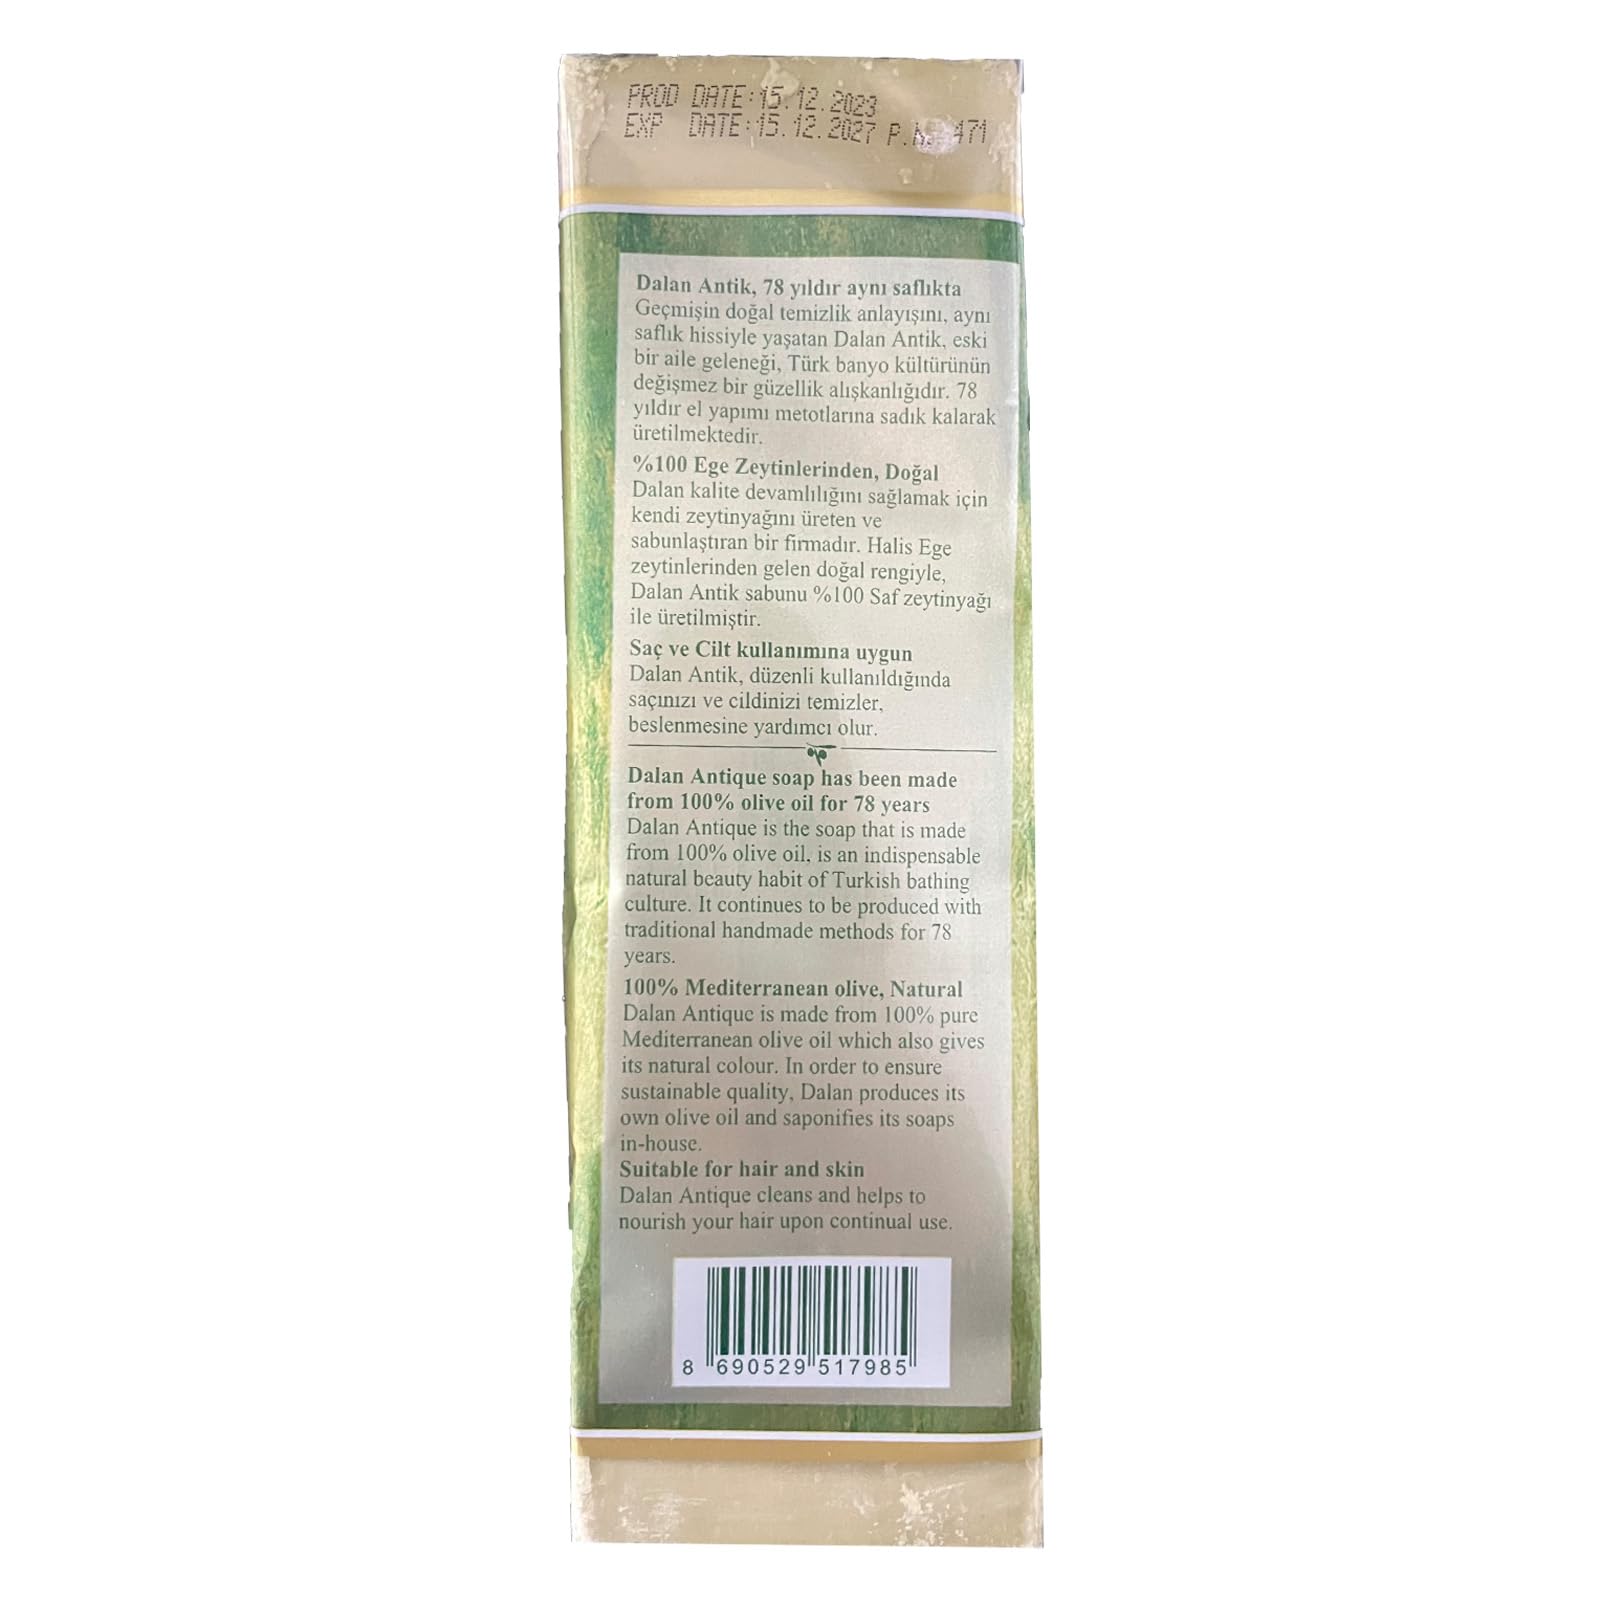 PROD DATE:15.12.2023
EXP DATE:15.12.2027 471
Dalan Antik, 78 yıldır aynı saflıkta
Geçmişin doğal temizlik anlayışını, aynı
saflık hissiyle yaşatan Dalan Antik, eski
bir aile geleneği, Türk banyo kültürünün
değişmez bir güzellik alışkanlığıdır. 78
yıldır el yapımı metotlarına sadık kalarak
üretilmektedir.
%100 Ege Zeytinlerinden, Doğal
Dalan kalite devamlılığını sağlamak için
kendi zeytinyağını üreten ve
sabunlaştıran bir firmadır. Halis Ege
zeytinlerinden gelen doğal rengiyle,
Dalan Antik sabunu %100 Saf zeytinyağı
ile üretilmiştir.
Saç ve Cilt kullanımına uygun
Dalan Antik, düzenli kullanıldığında
saçınızı ve cildinizi temizler,
beslenmesine yardımcı olur.
Dalan Antique soap has been made
from 100% olive oil for 78 years
Dalan Antique is the soap that is made
from 100% olive oil, is an indispensable
natural beauty habit of Turkish bathing
culture. It continues to be produced with
traditional handmade methods for 78
years.
100% Mediterranean olive, Natural
Dalan Antique is made from 100% pure
Mediterranean olive oil which also gives
its natural colour. In order to ensure
sustainable quality, Dalan produces its
own olive oil and saponifies its soaps
in-house.
Suitable for hair and skin
Dalan Antique cleans and helps to
nourish your hair upon continual use.
8 690529 517985